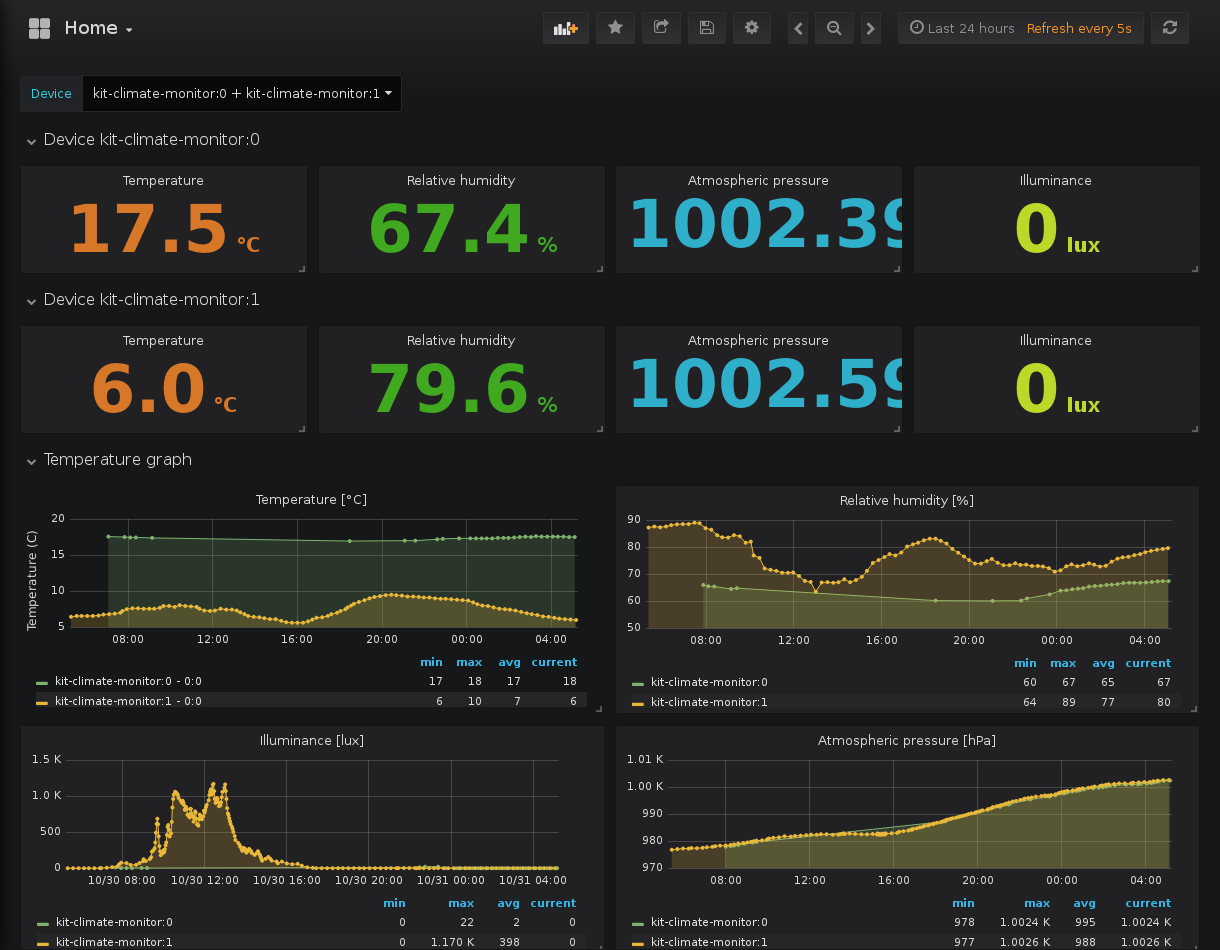 Home
Last 24 hours Refresh every 5s
Device kit-climate-monitor:0 + kit-climate-monitor:1
Device kit-climate-monitor:0
Temperature Relative humidity Atmospheric pressure Illuminance
17.5 °C 67.4 % 1002.39 0 lux
Device kit-climate-monitor:1
Temperature Relative humidity Atmospheric pressure Illuminance
6.0 °C 79.6 % 1002.59 0 lux
Temperature graph
Temperature [°C]
Temperature (C)
20
15
10
5
08:00 12:00 16:00 20:00 00:00 04:00
min max avg current
kit-climate-monitor:0 - 0:0 17 18 17 18
kit-climate-monitor:1 - 0:0 6 10 7 6
Relative humidity [%]
90
80
70
60
50
08:00 12:00 16:00 20:00 00:00 04:00
min max avg current
kit-climate-monitor:0 60 67 65 67
kit-climate-monitor:1 64 89 77 80
Illuminance [lux]
1.5 K
1.0 K
500
0
10/30 08:00 10/30 12:00 10/30 16:00 10/30 20:00 10/31 00:00 10/31 04:00
min max avg current
kit-climate-monitor:0 0 22 2 0
kit-climate-monitor:1 0 1.170 K 398 0
Atmospheric pressure [hPa]
1.01 K
1.00 K
990
980
970
08:00 12:00 16:00 20:00 00:00 04:00
min max avg current
kit-climate-monitor:0 978 1.0024 K 995 1.0024 K
kit-climate-monitor:1 977 1.0026 K 988 1.0026 K